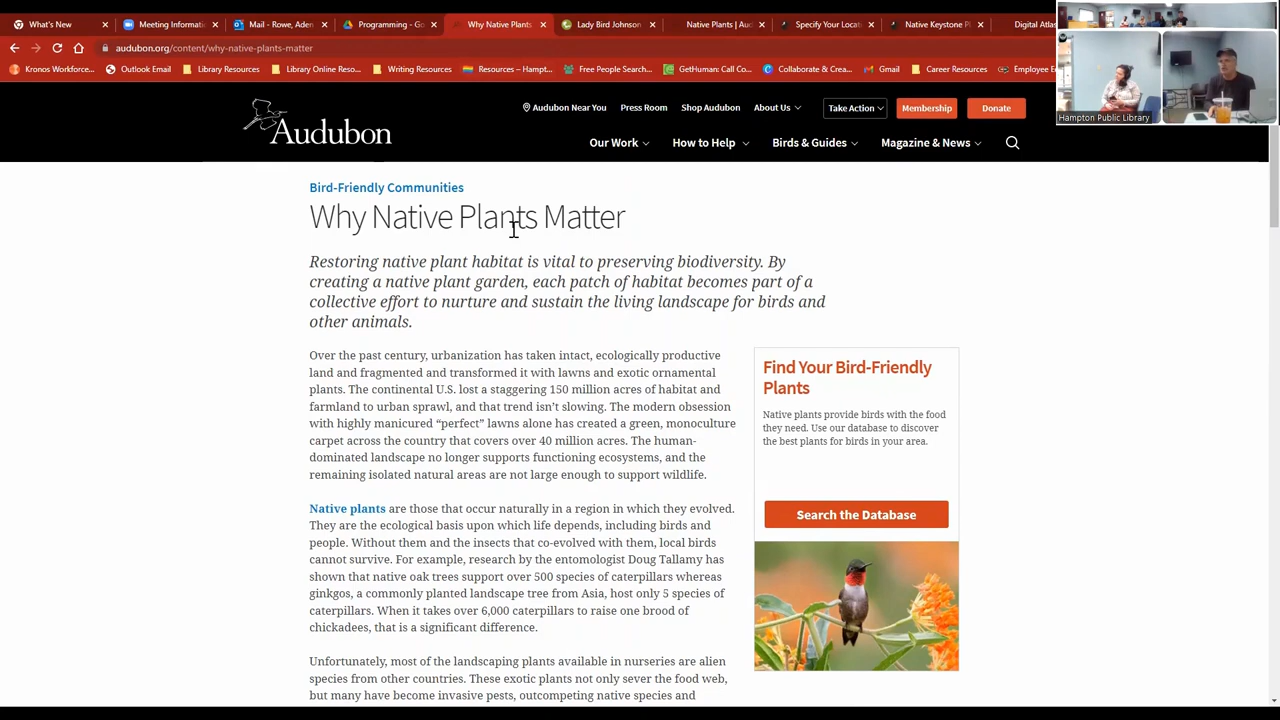 What's New
Meeting Informati
Mail - Rowe, Aden
Programming - Go
Why Native Plants
Lady Bird Johnson
Native Plants | Aud
Specify Your Locat
Native Keystone P
Digital Atlas
audubon.org/content/why-native-plants-matter
Kronos Workforce...
Outlook Email
Library Resources
Library Online Reso...
Writing Resources
Resources – Hampt...
Free People Search...
GetHuman: Call Co...
Collaborate & Crea...
Gmail
Career Resources
Employee E
Hampton Public Library
Audubon
Audubon Near You
Press Room
Shop Audubon
About Us
Take Action
Membership
Donate
Our Work
How to Help
Birds & Guides
Magazine & News
Bird-Friendly Communities
Why Native Plants Matter
Restoring native plant habitat is vital to preserving biodiversity. By
creating a native plant garden, each patch of habitat becomes part of a
collective effort to nurture and sustain the living landscape for birds and
other animals.
Over the past century, urbanization has taken intact, ecologically productive
land and fragmented and transformed it with lawns and exotic ornamental
plants. The continental U.S. lost a staggering 150 million acres of habitat and
farmland to urban sprawl, and that trend isn't slowing. The modern obsession
with highly manicured “perfect” lawns alone has created a green, monoculture
carpet across the country that covers over 40 million acres. The human-
dominated landscape no longer supports functioning ecosystems, and the
remaining isolated natural areas are not large enough to support wildlife.
Native plants are those that occur naturally in a region in which they evolved.
They are the ecological basis upon which life depends, including birds and
people. Without them and the insects that co-evolved with them, local birds
cannot survive. For example, research by the entomologist Doug Tallamy has
shown that native oak trees support over 500 species of caterpillars whereas
ginkgos, a commonly planted landscape tree from Asia, host only 5 species of
caterpillars. When it takes over 6,000 caterpillars to raise one brood of
chickadees, that is a significant difference.
Unfortunately, most of the landscaping plants available in nurseries are alien
species from other countries. These exotic plants not only sever the food web,
but many have become invasive pests, outcompeting native species and
Find Your Bird-Friendly
Plants
Native plants provide birds with the food
they need. Use our database to discover
the best plants for birds in your area.
Search the Database